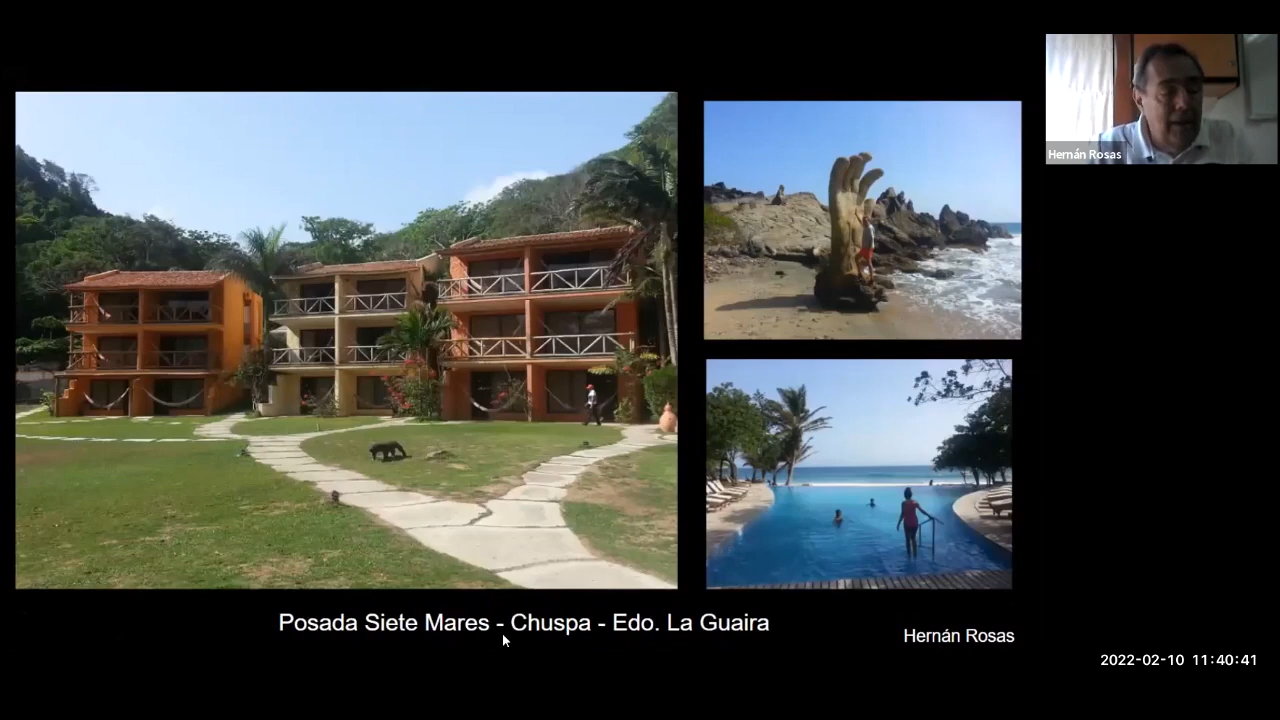 Hernán Rosas
Posada Siete Mares - Chuspa - Edo. La Guaira
Hernán Rosas
2022-02-10 11:40:41